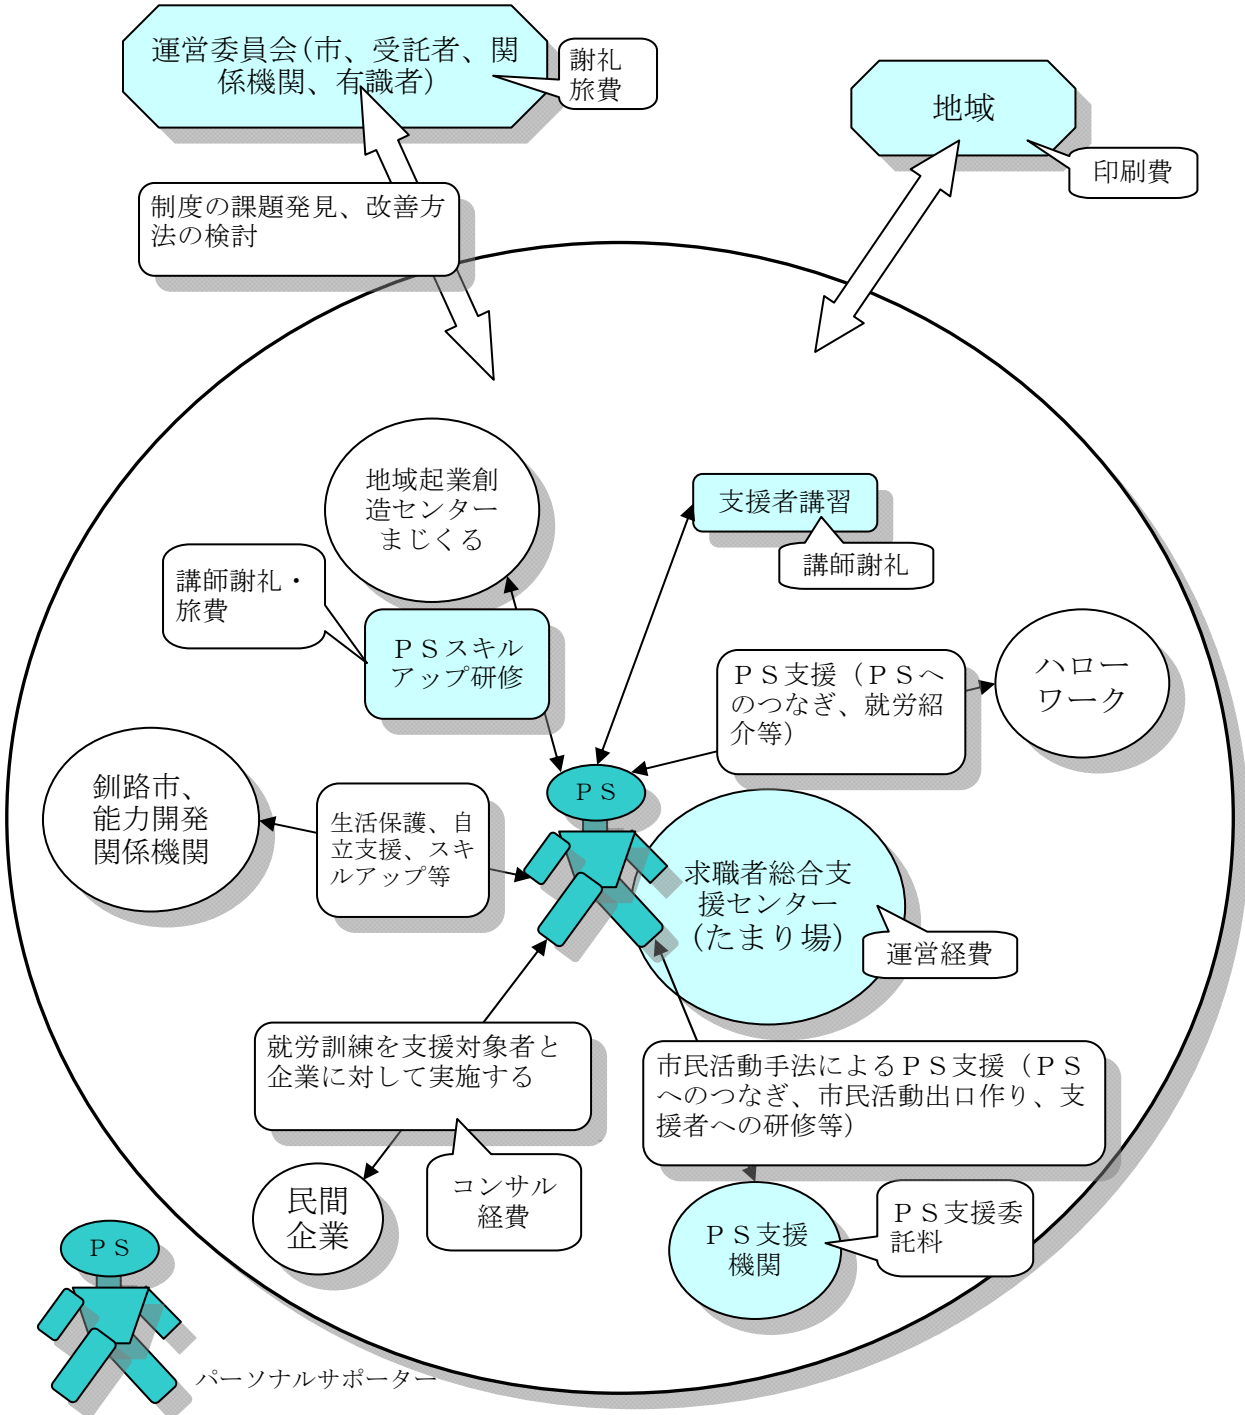 運営委員会(市、受託者、関
係機関、有識者)
謝礼
旅費
地域
印刷費
制度の課題発見、改善方
法の検討
地域起業創
造センター
まじくる
支援者講習
講師謝礼
講師謝礼・
旅費
ＰＳスキル
アップ研修
ＰＳ支援（ＰＳへ
のつなぎ、就労紹
介等）
ハロー
ワーク
釧路市、
能力開発
関係機関
生活保護、自
立支援、スキ
ルアップ等
ＰＳ
求職者総合支
援センター
（たまり場）
運営経費
就労訓練を支援対象者と
企業に対して実施する
市民活動手法によるＰＳ支援（ＰＳ
へのつなぎ、市民活動出口作り、支
援者への研修等）
民間
企業
コンサル
経費
ＰＳ支援
機関
ＰＳ支援委
託料
ＰＳ
パーソナルサポーター